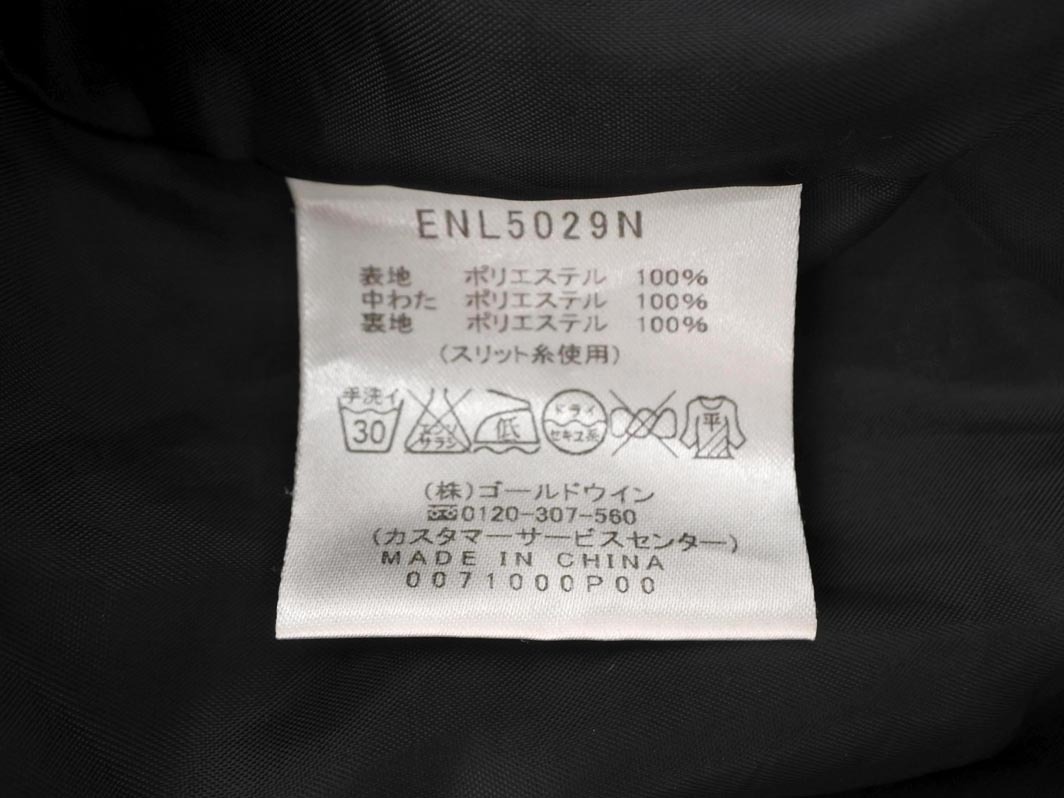 ENL5029N
表地 ポリエステル 100%
中わた ポリエステル 100%
裏地 ポリエステル 100%
(スリット糸使用)
手洗イ 30 エンソサラシ 低 ドライ セキユ系 平
(株)ゴールドウイン
0120-307-560
(カスタマーサービスセンター)
MADE IN CHINA
0071000P00